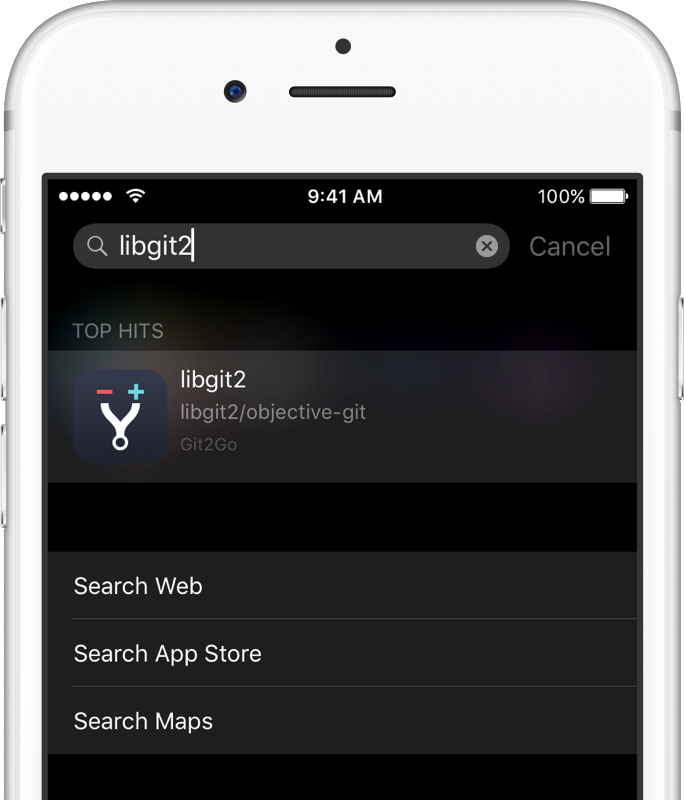 9:41 AM
100%
libgit2
Cancel
TOP HITS
libgit2
libgit2/objective-git
Git2Go
Search Web
Search App Store
Search Maps